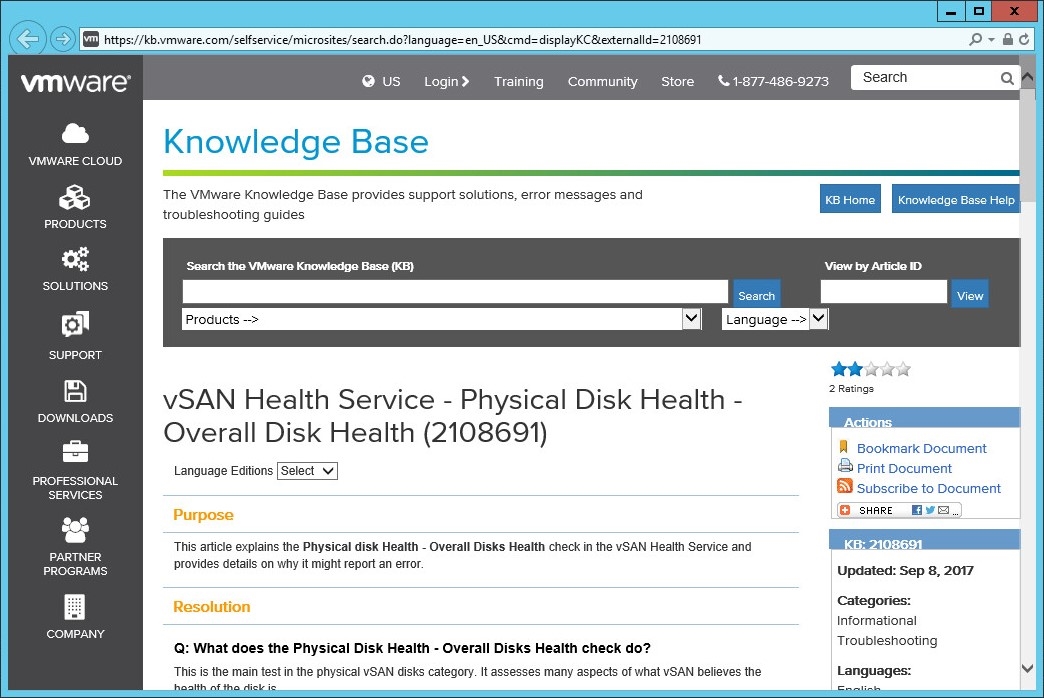 vm https://kb.vmware.com/selfservice/microsites/search.do?language=en_US&cmd=displayKC&externalId=2108691
vmware®
US Login Training Community Store 1-877-486-9273 Search
VMWARE CLOUD
PRODUCTS
SOLUTIONS
SUPPORT
DOWNLOADS
PROFESSIONAL
SERVICES
PARTNER
PROGRAMS
COMPANY
Knowledge Base
The VMware Knowledge Base provides support solutions, error messages and
troubleshooting guides
KB Home Knowledge Base Help
Search the VMware Knowledge Base (KB)
Search
Products -->
Language -->
View by Article ID
View
vSAN Health Service - Physical Disk Health -
Overall Disk Health (2108691)
Language Editions Select
Purpose
This article explains the Physical disk Health - Overall Disks Health check in the vSAN Health Service and
provides details on why it might report an error.
Resolution
Q: What does the Physical Disk Health - Overall Disks Health check do?
This is the main test in the physical vSAN disks category. It assesses many aspects of what vSAN believes the
health of the disk is
2 Ratings
Actions
Bookmark Document
Print Document
Subscribe to Document
SHARE ...
KB: 2108691
Updated: Sep 8, 2017
Categories:
Informational
Troubleshooting
Languages:
English